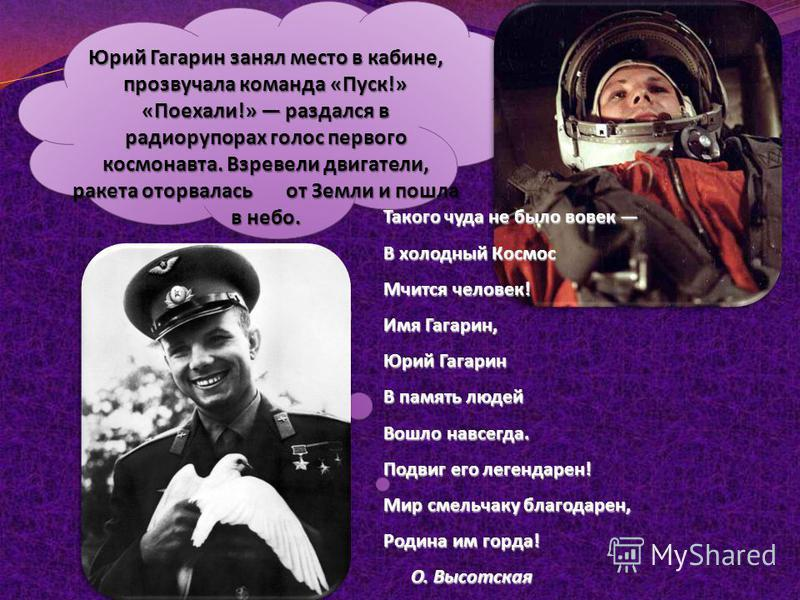 Юрий Гагарин занял место в кабине,
прозвучала команда «Пуск!»
«Поехали!» — раздался в
радиорупорах голос первого
космонавта. Взревели двигатели,
ракета оторвалась от Земли и пошла
в небо.
Такого чуда не было вовек —
В холодный Космос
Мчится человек!
Имя Гагарин,
Юрий Гагарин
В память людей
Вошло навсегда.
Подвиг его легендарен!
Мир смельчаку благодарен,
Родина им горда!
О. Высотская
MyShared